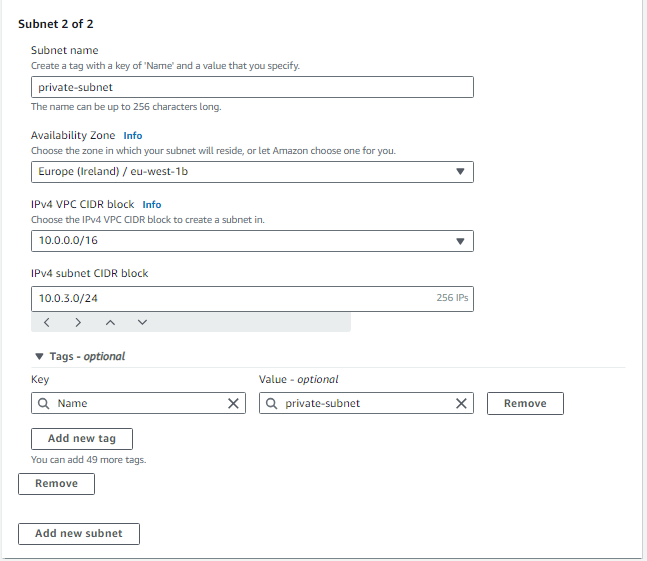 Subnet 2 of 2
Subnet name
Create a tag with a key of 'Name' and a value that you specify.
private-subnet
The name can be up to 256 characters long.
Availability Zone Info
Choose the zone in which your subnet will reside, or let Amazon choose one for you.
Europe (Ireland) / eu-west-1b
IPv4 VPC CIDR block Info
Choose the IPv4 VPC CIDR block to create a subnet in.
10.0.0.0/16
IPv4 subnet CIDR block
10.0.3.0/24 256 IPs
Tags - optional
Key Value - optional
Name private-subnet Remove
Add new tag
You can add 49 more tags.
Remove
Add new subnet